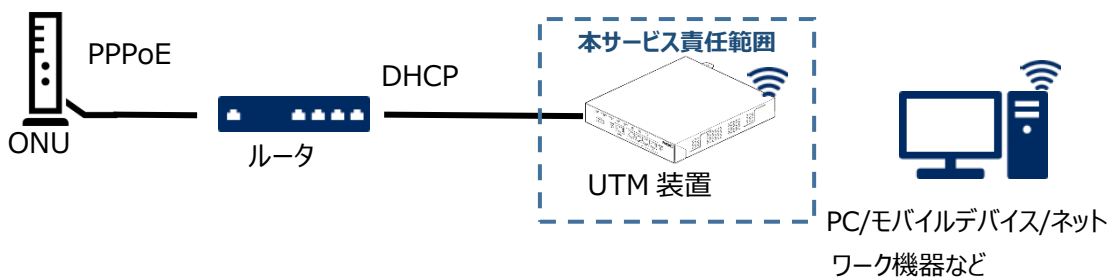 PPPoE
本サービス責任範囲
DHCP
ONU
ルータ
UTM 装置
PC/モバイルデバイス/ネット
ワーク機器など